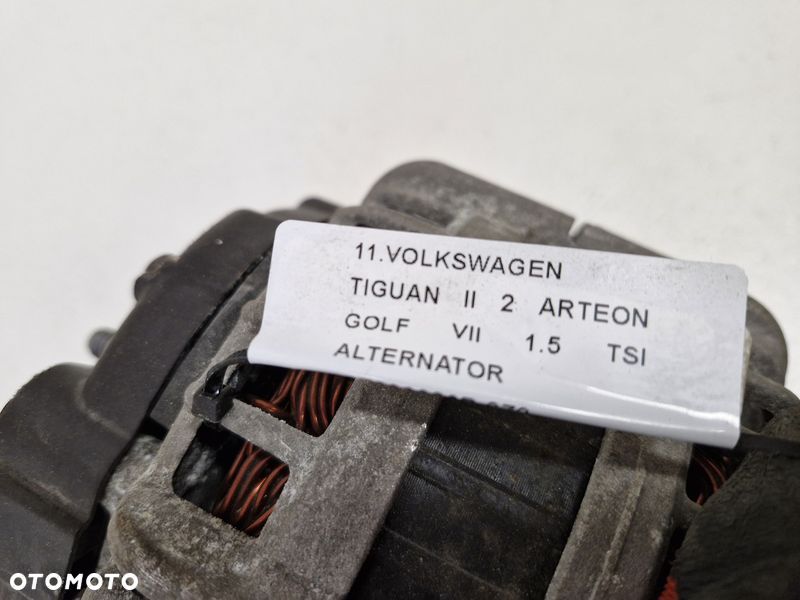 11.VOLKSWAGEN
TIGUAN II 2 ARTEON
GOLF VII 1.5 TSI
ALTERNATOR
OTOMOTO